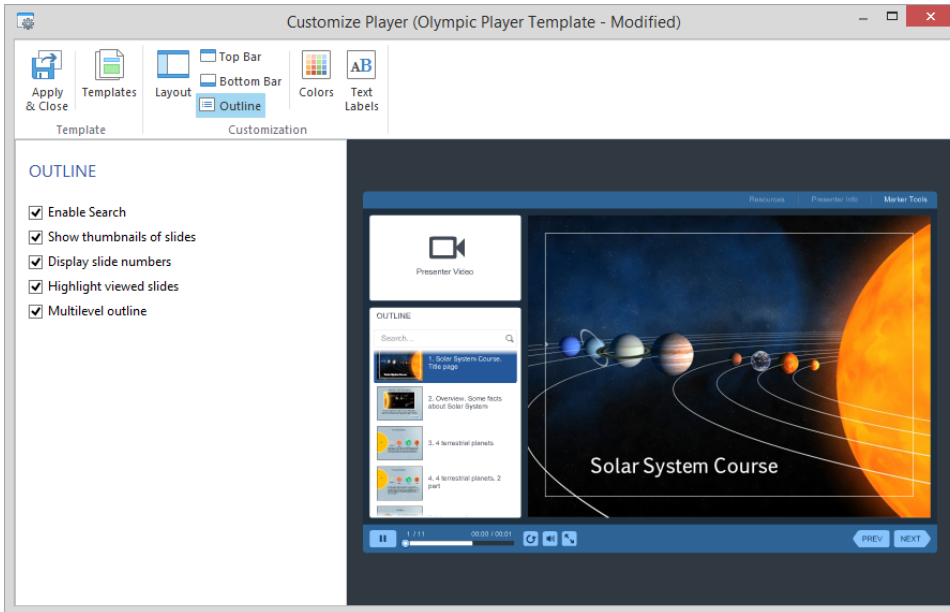 Customize Player (Olympic Player Template - Modified)
Apply
& Close
Templates
Layout
Top Bar
Bottom Bar
Outline
Colors
AB
Text
Labels
Template
Customization
OUTLINE
Enable Search
Show thumbnails of slides
Display slide numbers
Highlight viewed slides
Multilevel outline
Resources
Presenter Info
Marker Tools
Presenter Video
OUTLINE
Search...
1. Solar System Course.
Title page
2. Overview. Some facts
about Solar System
3. 4 terrestrial planets
4. 4 terrestrial planets. 2
part
Solar System Course
1 / 11
00:00 / 00:01
PREV
NEXT